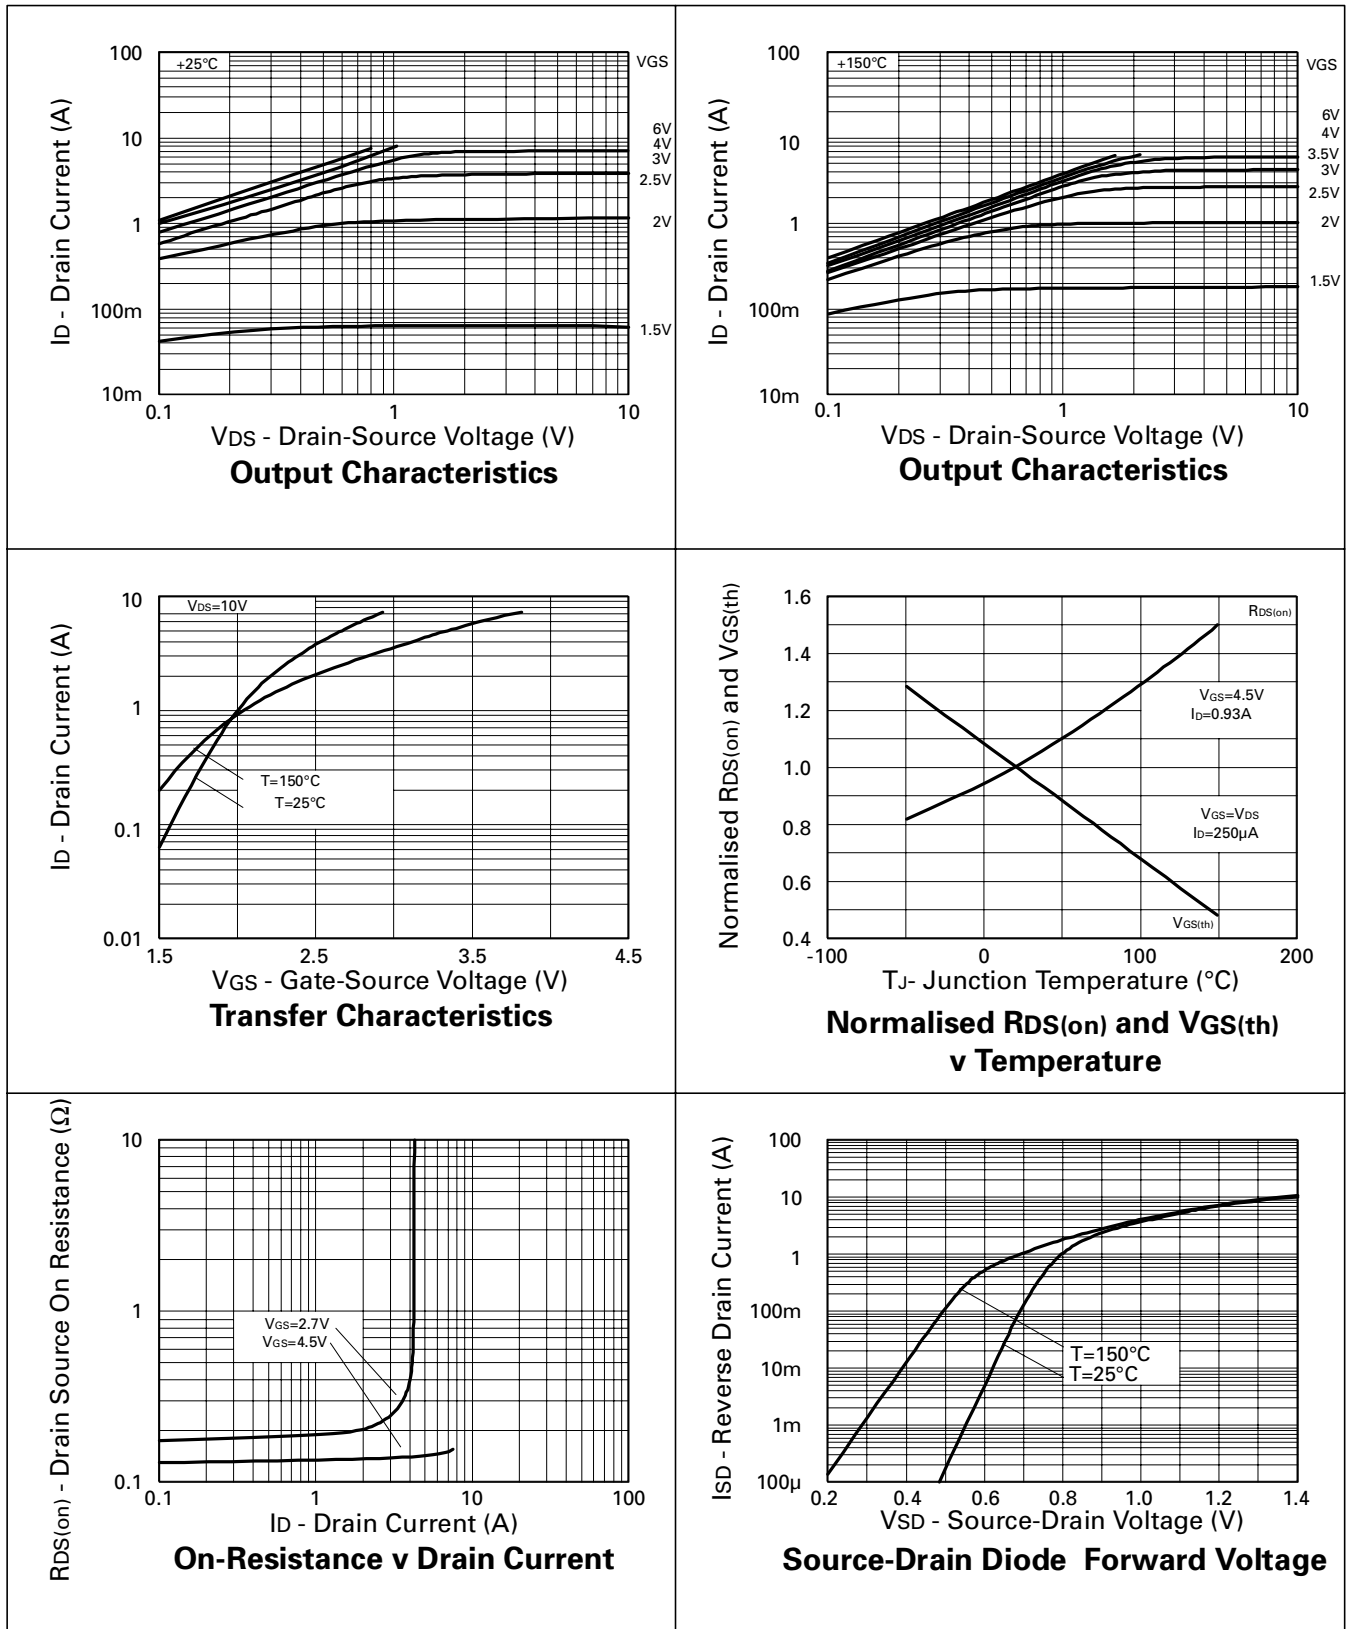 100
10
1
100m
10m
ID - Drain Current (A)
+25°C
VGS
6V
4V
3V
2.5V
2V
1.5V
0.1 1 10
VDS - Drain-Source Voltage (V)
Output Characteristics
100
10
1
100m
10m
ID - Drain Current (A)
+150°C
VGS
6V
4V
3.5V
3V
2.5V
2V
1.5V
0.1 1 10
VDS - Drain-Source Voltage (V)
Output Characteristics
10
1
0.1
0.01
ID - Drain Current (A)
VDS=10V
T=150°C
T=25°C
1.5 2.5 3.5 4.5
VGS - Gate-Source Voltage (V)
Transfer Characteristics
1.6
1.4
1.2
1.0
0.8
0.6
0.4
Normalised RDS(on) and VGS(th)
RDS(on)
VGS=4.5V
ID=0.93A
VGS=VDS
ID=250µA
VGS(th)
-100 0 100 200
TJ- Junction Temperature (°C)
Normalised RDS(on) and VGS(th)
v Temperature
10
1
0.1
RDS(on) - Drain Source On Resistance (Ω)
VGS=2.7V
VGS=4.5V
0.1 1 10 100
ID - Drain Current (A)
On-Resistance v Drain Current
100
10
1
100m
10m
1m
100µ
ISD - Reverse Drain Current (A)
T=150°C
T=25°C
0.2 0.4 0.6 0.8 1.0 1.2 1.4
VSD - Source-Drain Voltage (V)
Source-Drain Diode Forward Voltage